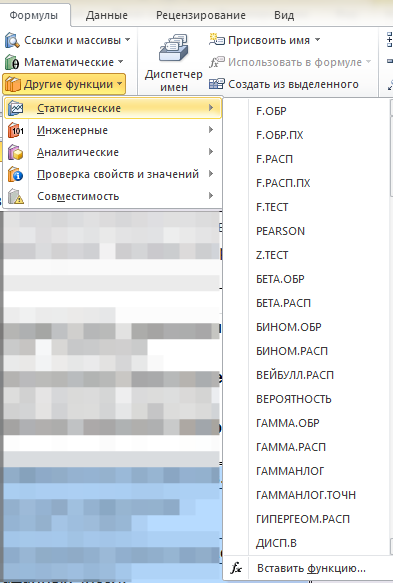 Формулы Данные Рецензирование Вид
Ссылки и массивы Присвоить имя
Математические Диспетчер имен Использовать в формуле
Другие функции Создать из выделенного
Статистические
Инженерные
Аналитические
Проверка свойств и значений
Совместимость
F.ОБР
F.ОБР.ПХ
F.РАСП
F.РАСП.ПХ
F.ТЕСТ
PEARSON
Z.ТЕСТ
БЕТА.ОБР
БЕТА.РАСП
БИНОМ.ОБР
БИНОМ.РАСП
ВЕЙБУЛЛ.РАСП
ВЕРОЯТНОСТЬ
ГАММА.ОБР
ГАММА.РАСП
ГАММАНЛОГ
ГАММАНЛОГ.ТОЧН
ГИПЕРГЕОМ.РАСП
ДИСП.В
fx Вставить функцию...